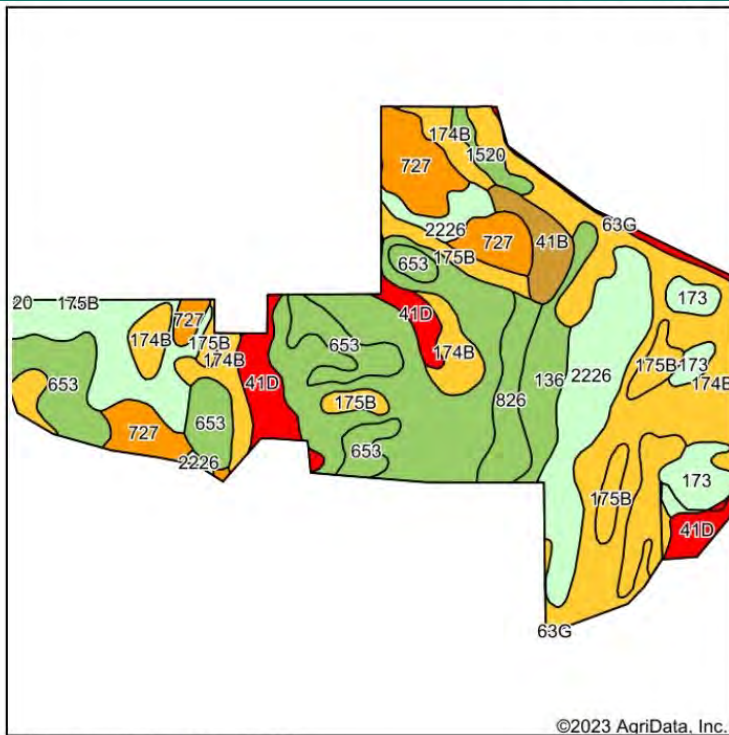 174B
1520
727
63G
2226
727
41B
175B
653
173
20
175B
41D
727
174B
175B
174B
653
174B
175B
173
653
41D
136
2226
174B
653
175B
826
727
653
653
2226
173
175B
41D
63G
©2023 AgriData, Inc.